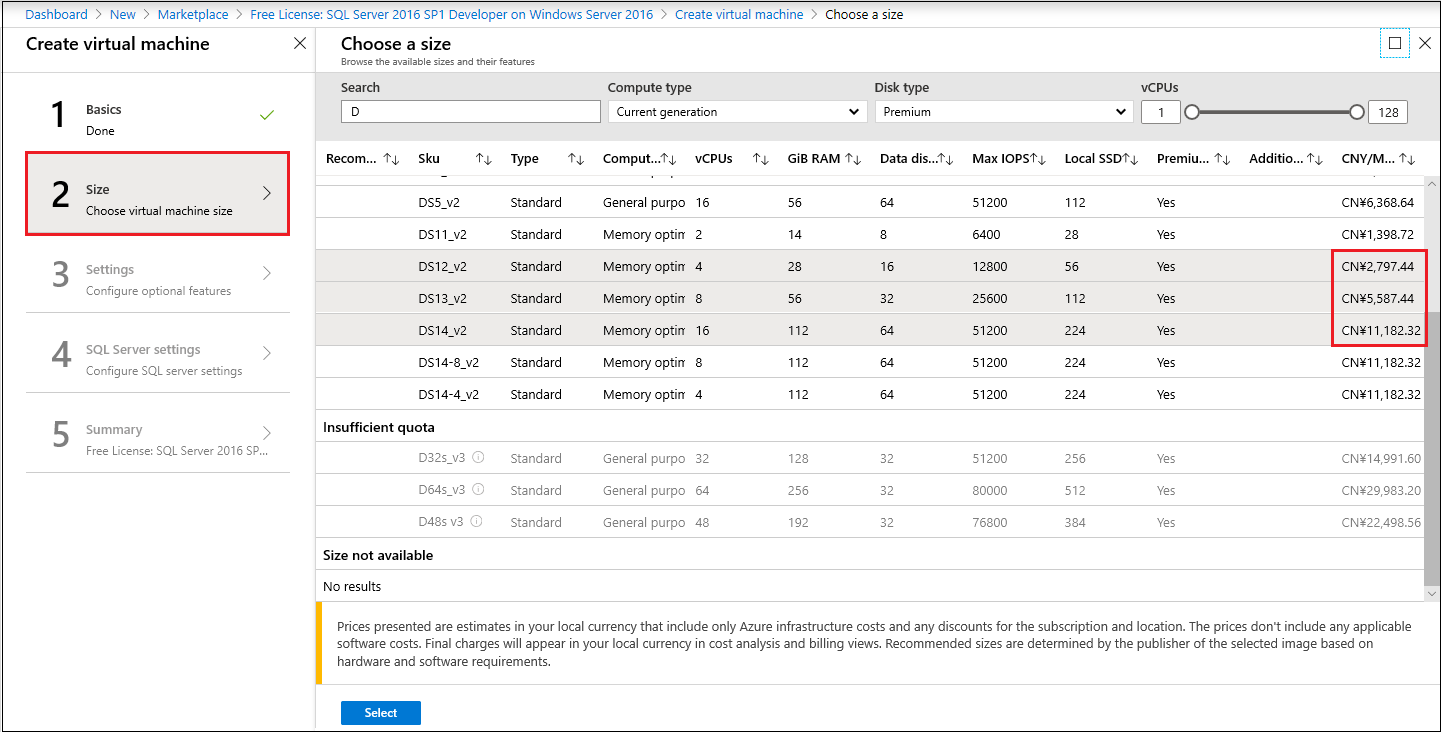 Dashboard > New > Marketplace > Free License: SQL Server 2016 SP1 Developer on Windows Server 2016 > Create virtual machine > Choose a size
Create virtual machine
1
Basics
Done
2
Size
Choose virtual machine size
3
Settings
Configure optional features
4
SQL Server settings
Configure SQL server settings
5
Summary
Free License: SQL Server 2016 SP...
Choose a size
Browse the available sizes and their features
Search Compute type Disk type vCPUs
D Current generation Premium 1 128
Recom... Sku Type Comput... vCPUs GiB RAM Data dis... Max IOPS Local SSD Premiu... Additio... CNY/M...
DS5_v2 Standard General purpo 16 56 64 51200 112 Yes CN¥6,368.64
DS11_v2 Standard Memory optim 2 14 8 6400 28 Yes CN¥1,398.72
DS12_v2 Standard Memory optim 4 28 16 12800 56 Yes CN¥2,797.44
DS13_v2 Standard Memory optim 8 56 32 25600 112 Yes CN¥5,587.44
DS14_v2 Standard Memory optim 16 112 64 51200 224 Yes CN¥11,182.32
DS14-8_v2 Standard Memory optim 8 112 64 51200 224 Yes CN¥11,182.32
DS14-4_v2 Standard Memory optim 4 112 64 51200 224 Yes CN¥11,182.32
Insufficient quota
D32s_v3 Standard General purpo 32 128 32 51200 256 Yes CN¥14,991.60
D64s_v3 Standard General purpo 64 256 32 80000 512 Yes CN¥29,983.20
D48s v3 Standard General purpo 48 192 32 76800 384 Yes CN¥22,498.56
Size not available
No results
Prices presented are estimates in your local currency that include only Azure infrastructure costs and any discounts for the subscription and location. The prices don't include any applicable
software costs. Final charges will appear in your local currency in cost analysis and billing views. Recommended sizes are determined by the publisher of the selected image based on
hardware and software requirements.
Select